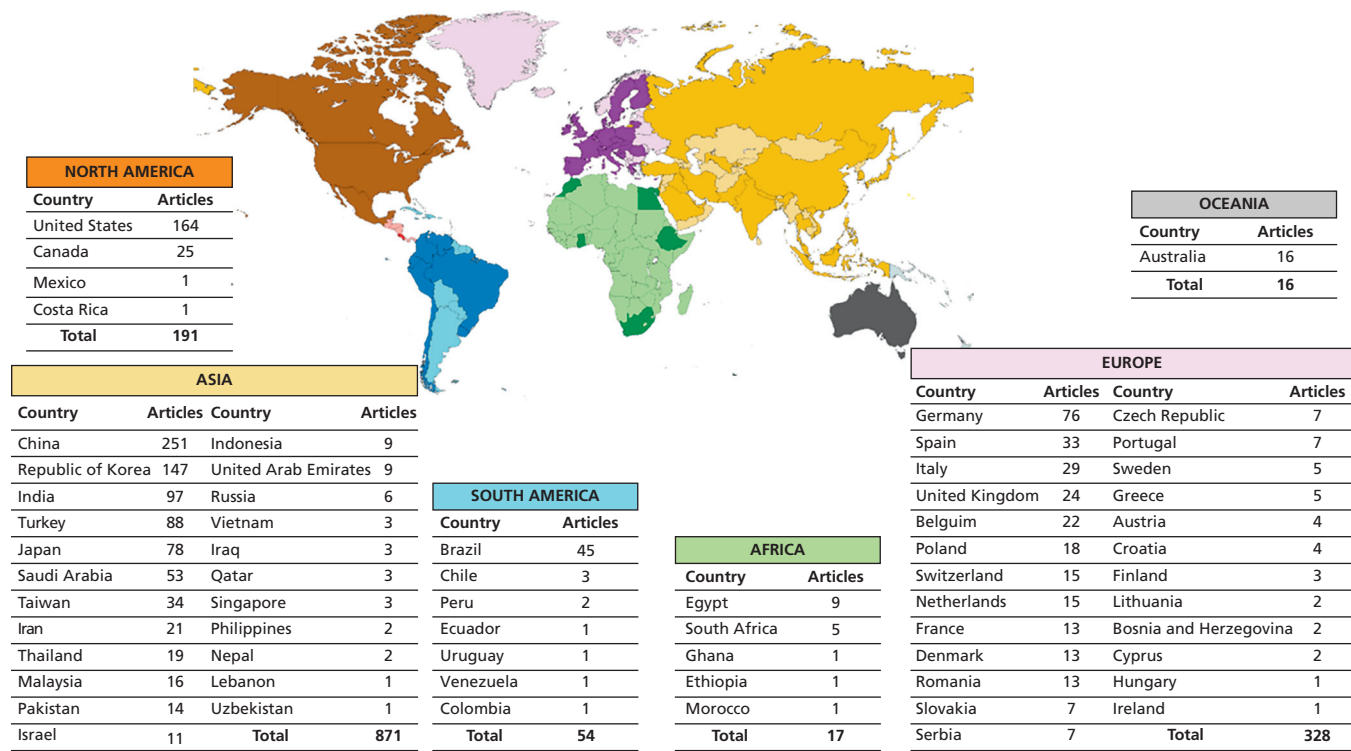 NORTH AMERICA
Country Articles
United States 164
Canada 25
Mexico 1
Costa Rica 1
Total 191
OCEANIA
Country Articles
Australia 16
Total 16
ASIA
Country Articles Country Articles
China 251 Indonesia 9
Republic of Korea 147 United Arab Emirates 9
India 97 Russia 6
Turkey 88 Vietnam 3
Japan 78 Iraq 3
Saudi Arabia 53 Qatar 3
Taiwan 34 Singapore 3
Iran 21 Philippines 2
Thailand 19 Nepal 2
Malaysia 16 Lebanon 1
Pakistan 14 Uzbekistan 1
Israel 11 Total 871
SOUTH AMERICA
Country Articles
Brazil 45
Chile 3
Peru 2
Ecuador 1
Uruguay 1
Venezuela 1
Colombia 1
Total 54
AFRICA
Country Articles
Egypt 9
South Africa 5
Ghana 1
Ethiopia 1
Morocco 1
Total 17
EUROPE
Country Articles Country Articles
Germany 76 Czech Republic 7
Spain 33 Portugal 7
Italy 29 Sweden 5
United Kingdom 24 Greece 5
Belguim 22 Austria 4
Poland 18 Croatia 4
Switzerland 15 Finland 3
Netherlands 15 Lithuania 2
France 13 Bosnia and Herzegovina 2
Denmark 13 Cyprus 2
Romania 13 Hungary 1
Slovakia 7 Ireland 1
Serbia 7 Total 328